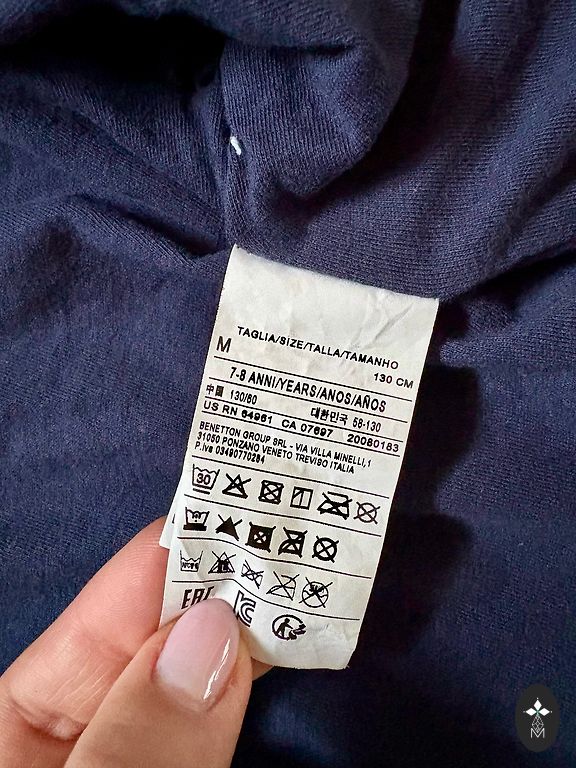 TAGLIA/SIZE/TALLA/TAMANHO
M 130 CM
7-8 ANNI/YEARS/ANOS/AÑOS
中國 130/60 대한민국 58-130
US RN 64961 CA 07697 20080183
BENETTON GROUP SRL - VIA VILLA MINELLI,1
31050 PONZANO VENETO TREVISO ITALIA
P.Iva 03490770264
30
M